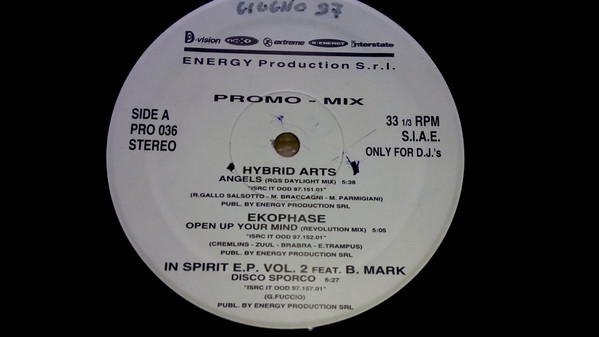 GIUGNO 97
D-vision extreme N-ENERGY interstate
ENERGY Production S.r.l.
PROMO - MIX
SIDE A
PRO 036
STEREO
33 1/3 RPM
S.I.A.E.
ONLY FOR D.J.'s
HYBRID ARTS
ANGELS (RGS DAYLIGHT MIX) 5:38
"ISRC IT OOD 97.151.01"
(R.GALLO SALSOTTO - M. BRACCAGNI - M. PARMIGIANI)
PUBL. BY ENERGY PRODUCTION SRL
EKOPHASE
OPEN UP YOUR MIND (REVOLUTION MIX) 5:05
"ISRC IT OOD 97.152.01"
(CREMLINS - ZUUL - BRABRA - E.TRAMPUS)
PUBL. BY ENERGY PRODUCTION SRL
IN SPIRIT E.P. VOL. 2 FEAT. B. MARK
DISCO SPORCO 6:27
"ISRC IT OOD 97.157.01"
(G.FUCCIO)
PUBL. BY ENERGY PRODUCTION SRL